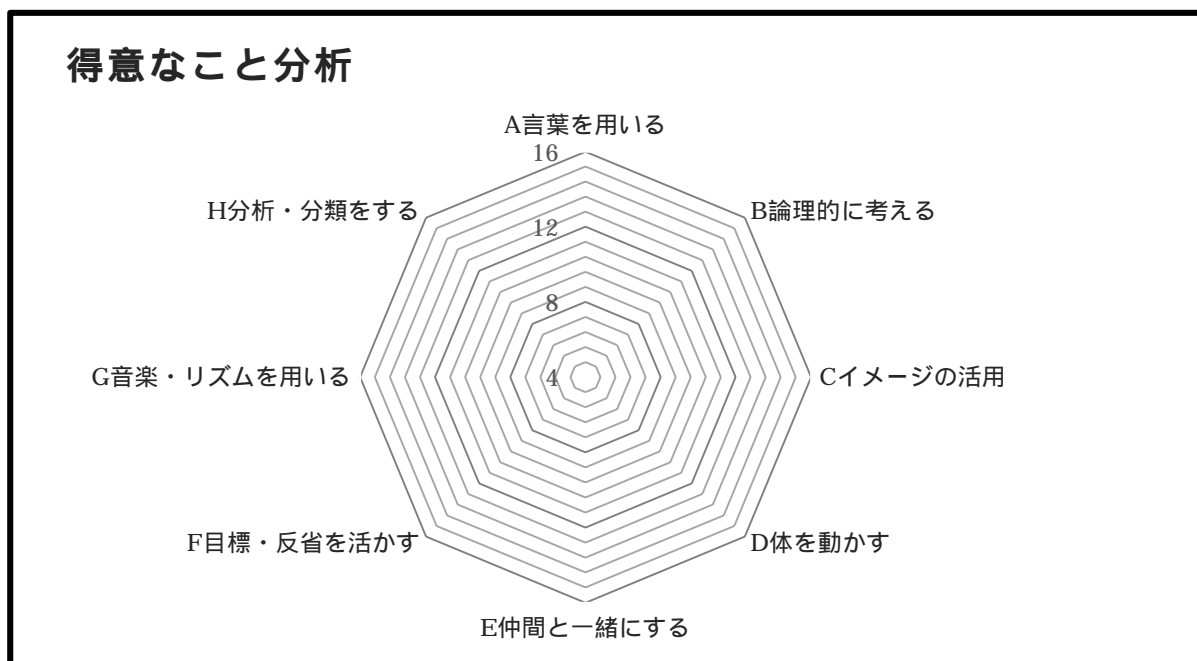 得意なこと分析
A言葉を用いる
16
H分析・分類をする
B論理的に考える
12
8
G音楽・リズムを用いる
4
Cイメージの活用
F目標・反省を活かす
D体を動かす
E仲間と一緒にする